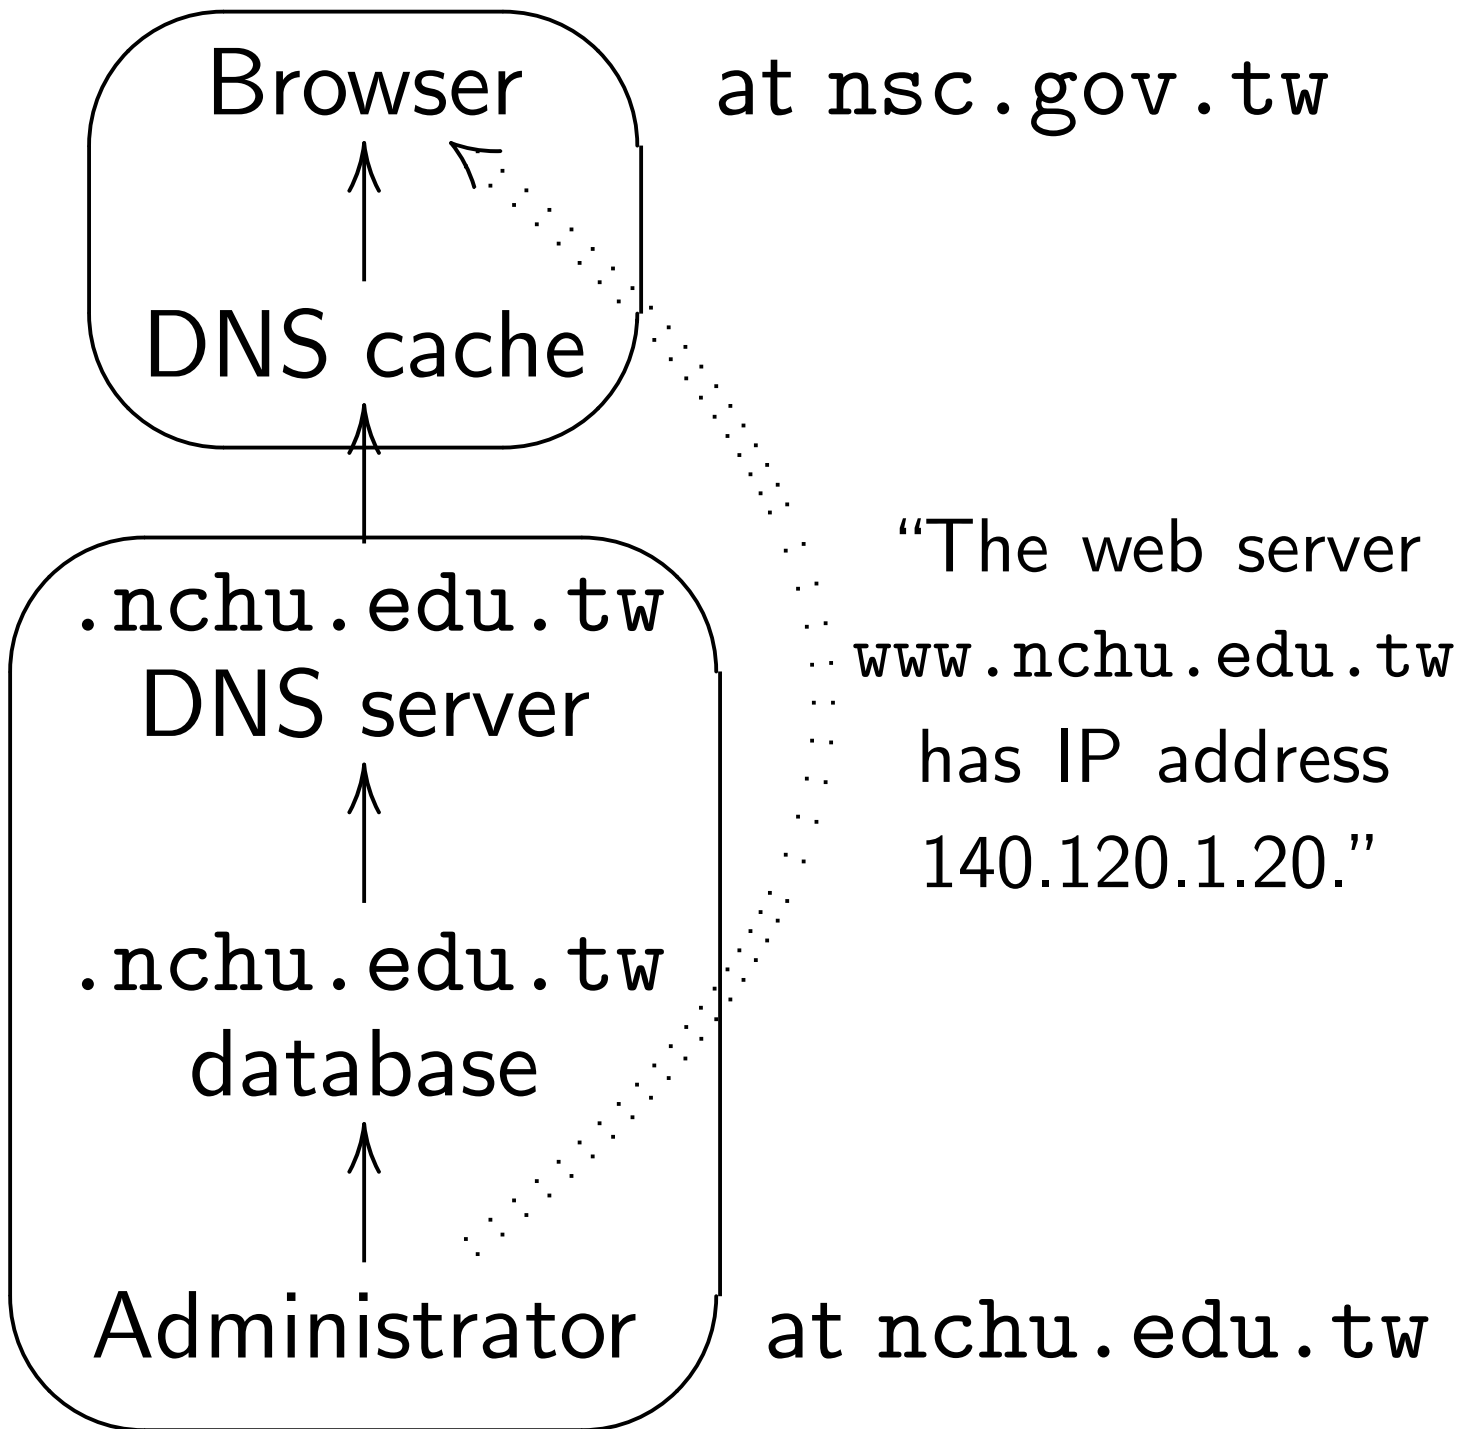 Browser at nsc.gov.tw
DNS cache
“The web server
.nchu.edu.tw
www.nchu.edu.tw
DNS server
has IP address
140.120.1.20.”
.nchu.edu.tw
database
Administrator at nchu.edu.tw